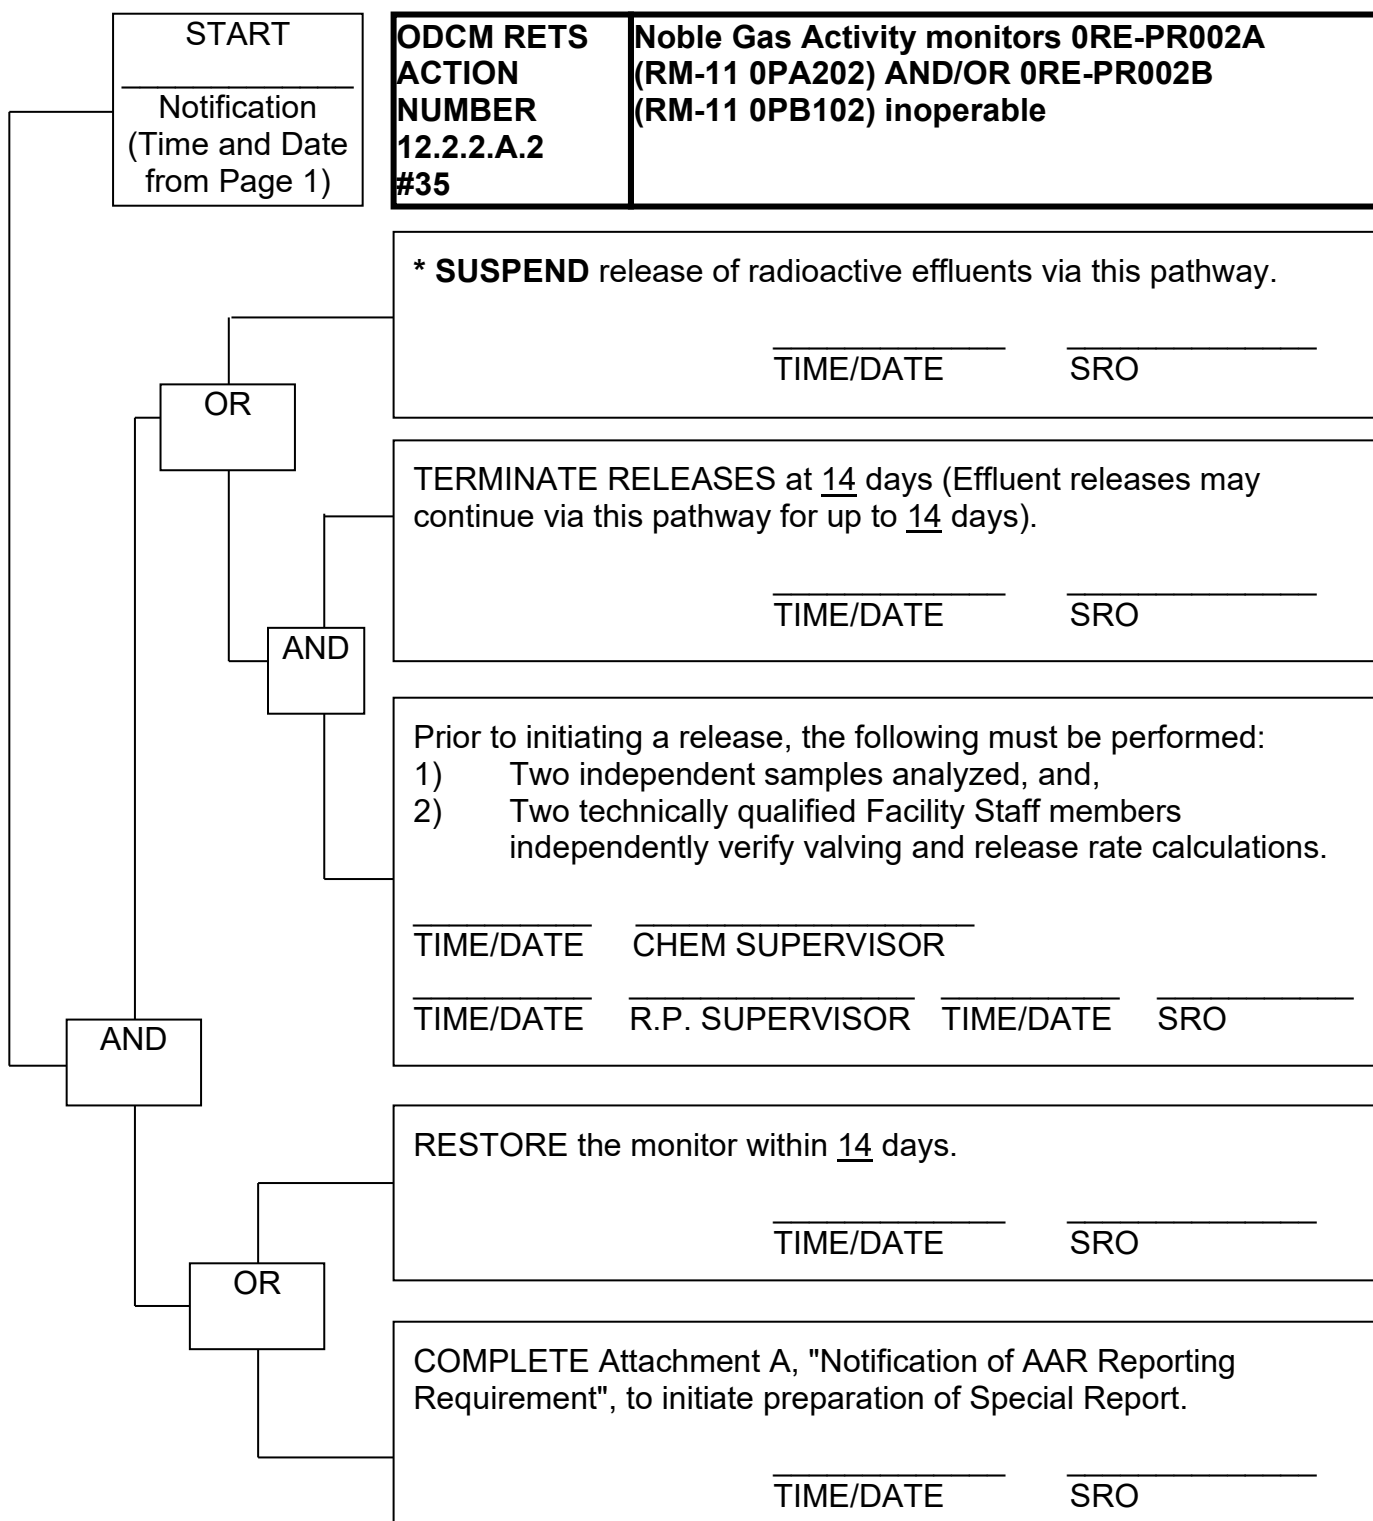 START
Notification
(Time and Date
from Page 1)
ODCM RETS
ACTION
NUMBER
12.2.2.A.2
#35
Noble Gas Activity monitors 0RE-PR002A
(RM-11 0PA202) AND/OR 0RE-PR002B
(RM-11 0PB102) inoperable
* SUSPEND release of radioactive effluents via this pathway.
TIME/DATE SRO
OR
TERMINATE RELEASES at 14 days (Effluent releases may
continue via this pathway for up to 14 days).
TIME/DATE SRO
AND
Prior to initiating a release, the following must be performed:
1) Two independent samples analyzed, and,
2) Two technically qualified Facility Staff members
independently verify valving and release rate calculations.
TIME/DATE CHEM SUPERVISOR
TIME/DATE R.P. SUPERVISOR TIME/DATE SRO
AND
RESTORE the monitor within 14 days.
TIME/DATE SRO
OR
COMPLETE Attachment A, "Notification of AAR Reporting
Requirement", to initiate preparation of Special Report.
TIME/DATE SRO